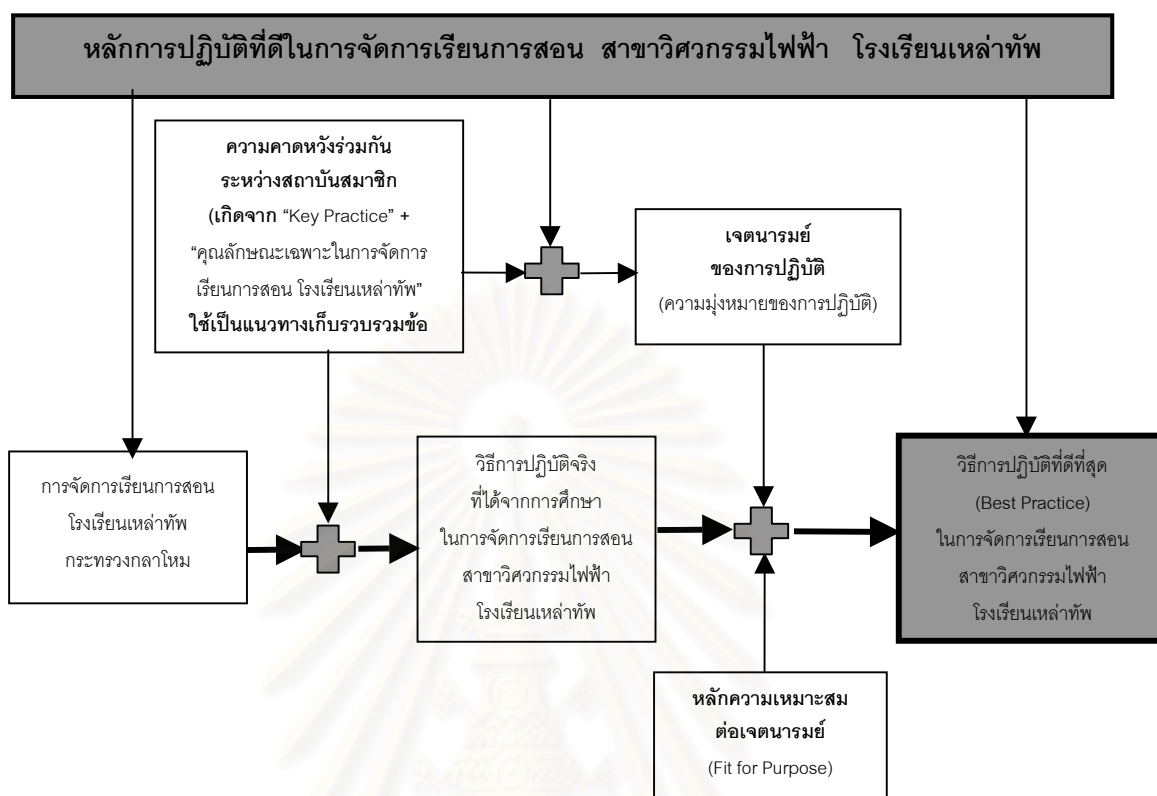 หลักการปฏิบัติที่ดีในการจัดการเรียนการสอน สาขาวิศวกรรมไฟฟ้า โรงเรียนเหล่าทัพ
ความคาดหวังร่วมกัน
ระหว่างสถาบันสมาชิก
(เกิดจาก “Key Practice” +
“คุณลักษณะเฉพาะในการจัดการ
เรียนการสอน โรงเรียนเหล่าทัพ”
ใช้เป็นแนวทางเก็บรวบรวมข้อ
เจตนารมย์
ของการปฏิบัติ
(ความมุ่งหมายของการปฏิบัติ)
การจัดการเรียนการสอน
โรงเรียนเหล่าทัพ
กระทรวงกลาโหม
วิธีการปฏิบัติจริง
ที่ได้จากการศึกษา
ในการจัดการเรียนการสอน
สาขาวิศวกรรมไฟฟ้า
โรงเรียนเหล่าทัพ
วิธีการปฏิบัติที่ดีที่สุด
(Best Practice)
ในการจัดการเรียนการสอน
สาขาวิศวกรรมไฟฟ้า
โรงเรียนเหล่าทัพ
หลักความเหมาะสม
ต่อเจตนารมย์
(Fit for Purpose)